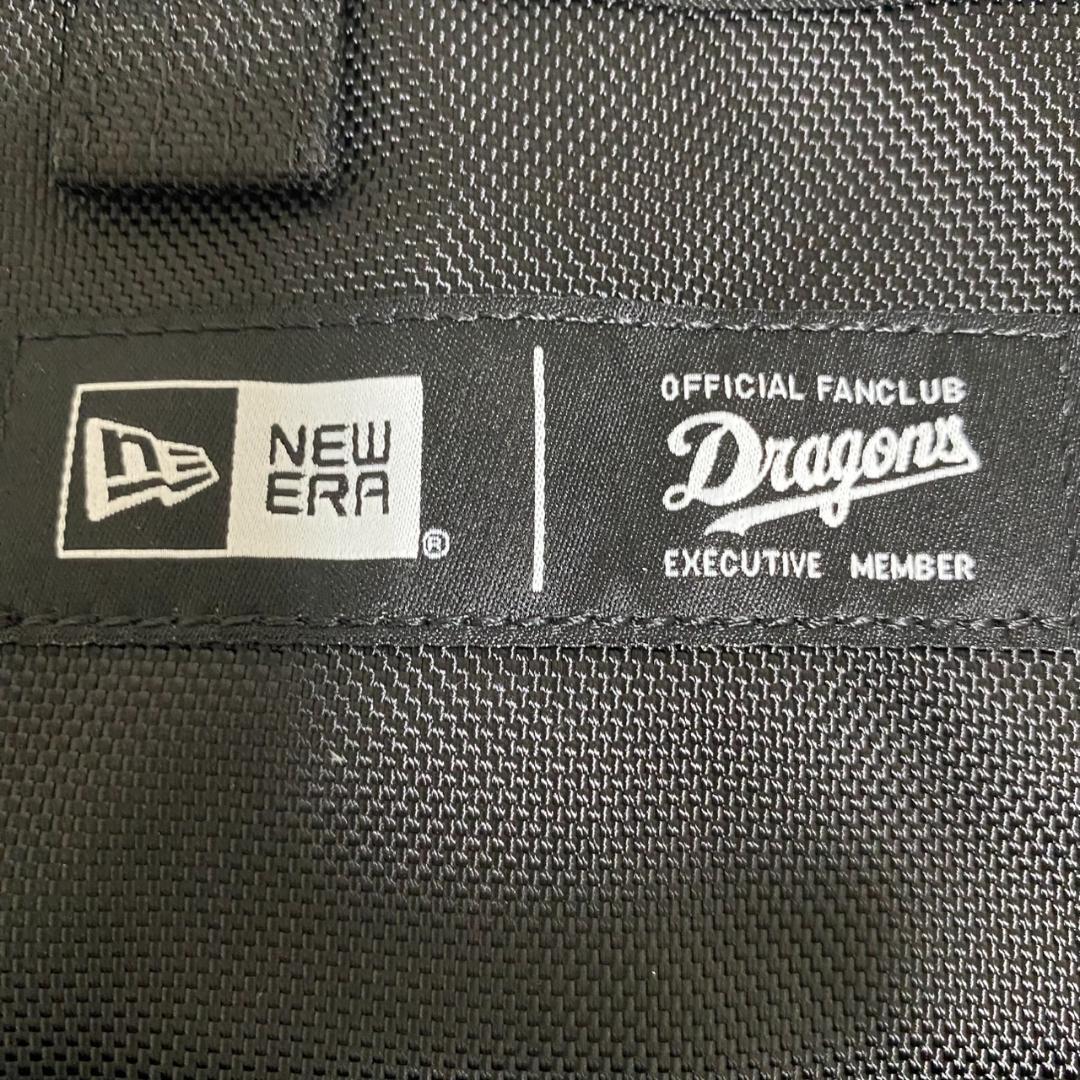 NEW
ERA
®
OFFICIAL FANCLUB
Dragons
EXECUTIVE MEMBER